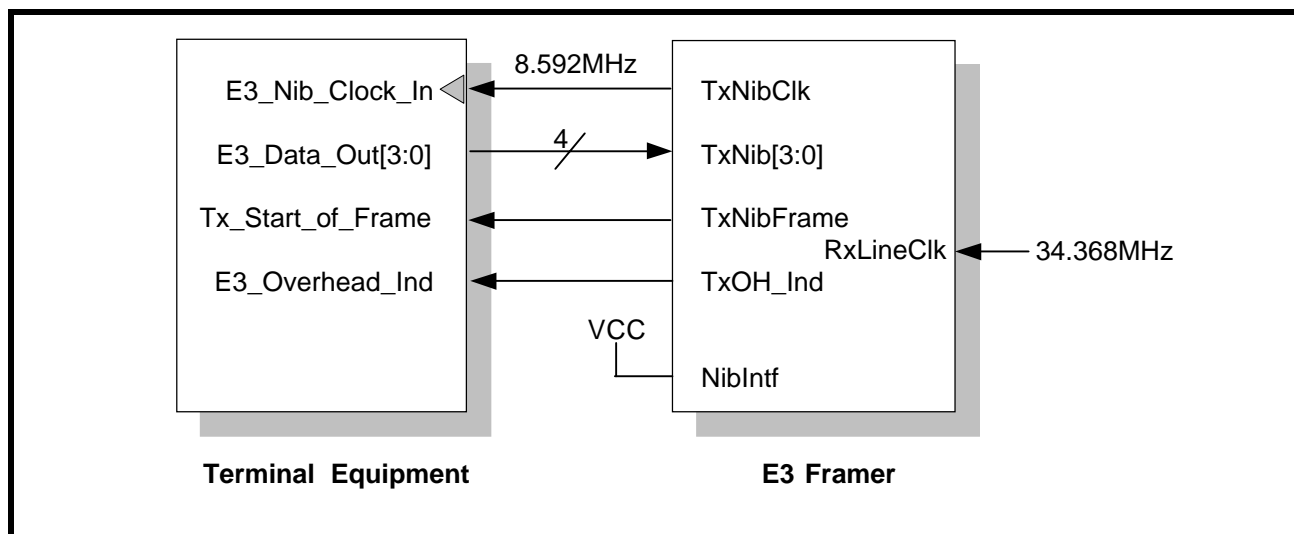 8.592MHz
E3_Nib_Clock_In
TxNibClk
4
E3_Data_Out[3:0]
TxNib[3:0]
Tx_Start_of_Frame
TxNibFrame
RxLineClk
34.368MHz
E3_Overhead_Ind
TxOH_Ind
VCC
NibIntf
Terminal Equipment
E3 Framer